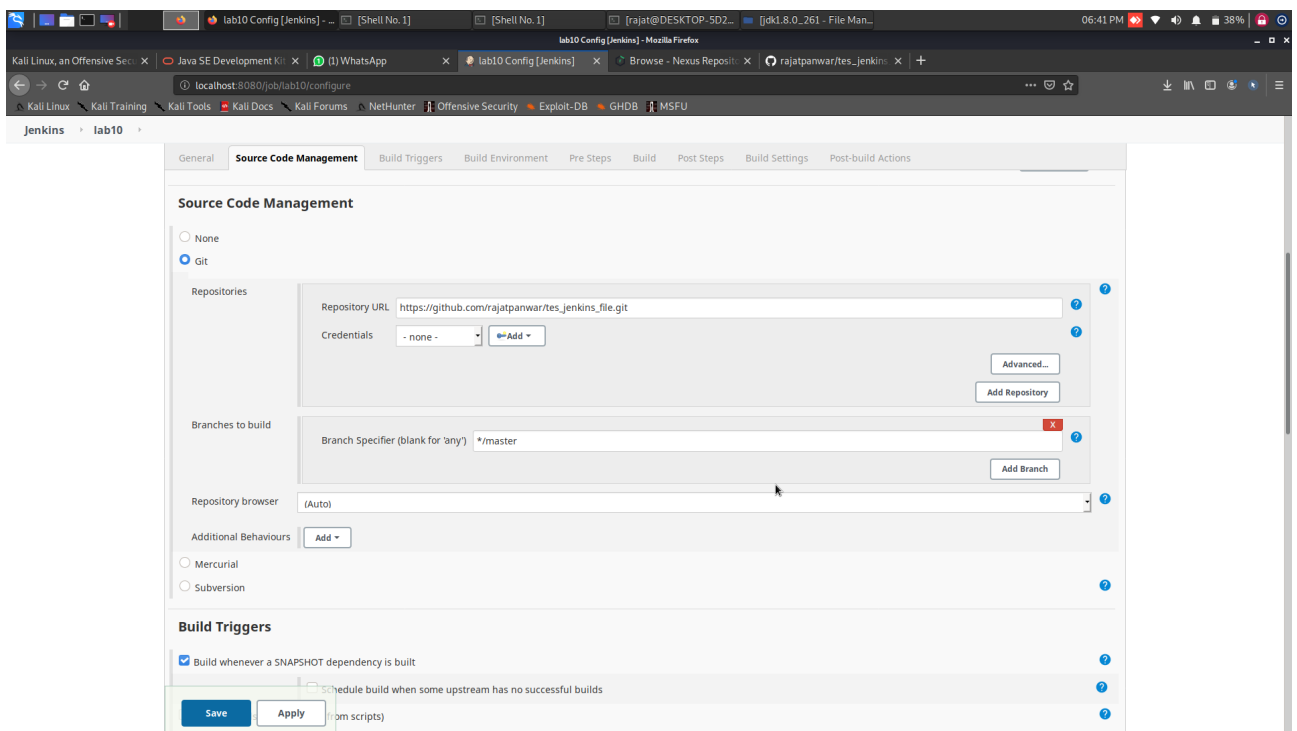 lab10 Config [Jenkins] - ... [Shell No. 1] [Shell No. 1] [rajat@DESKTOP-5D2... [jdk1.8.0_261 - File Man... 06:41 PM 38%
lab10 Config [Jenkins] - Mozilla Firefox
Kali Linux, an Offensive Secu Java SE Development Kit (1) WhatsApp lab10 Config [Jenkins] Browse - Nexus Reposito rajatpanwar/tes_jenkins_
localhost:8080/job/lab10/configure
Kali Linux Kali Training Kali Tools Kali Docs Kali Forums NetHunter Offensive Security Exploit-DB GHDB MSFU
Jenkins lab10
General Source Code Management Build Triggers Build Environment Pre Steps Build Post Steps Build Settings Post-build Actions
Source Code Management
None
Git
Repositories
Repository URL https://github.com/rajatpanwar/tes_jenkins_file.git
Credentials - none - Add
Advanced...
Add Repository
Branches to build
X
Branch Specifier (blank for 'any') */master
Add Branch
Repository browser (Auto)
Additional Behaviours Add
Mercurial
Subversion
Build Triggers
Build whenever a SNAPSHOT dependency is built
Schedule build when some upstream has no successful builds
Save Apply from scripts)